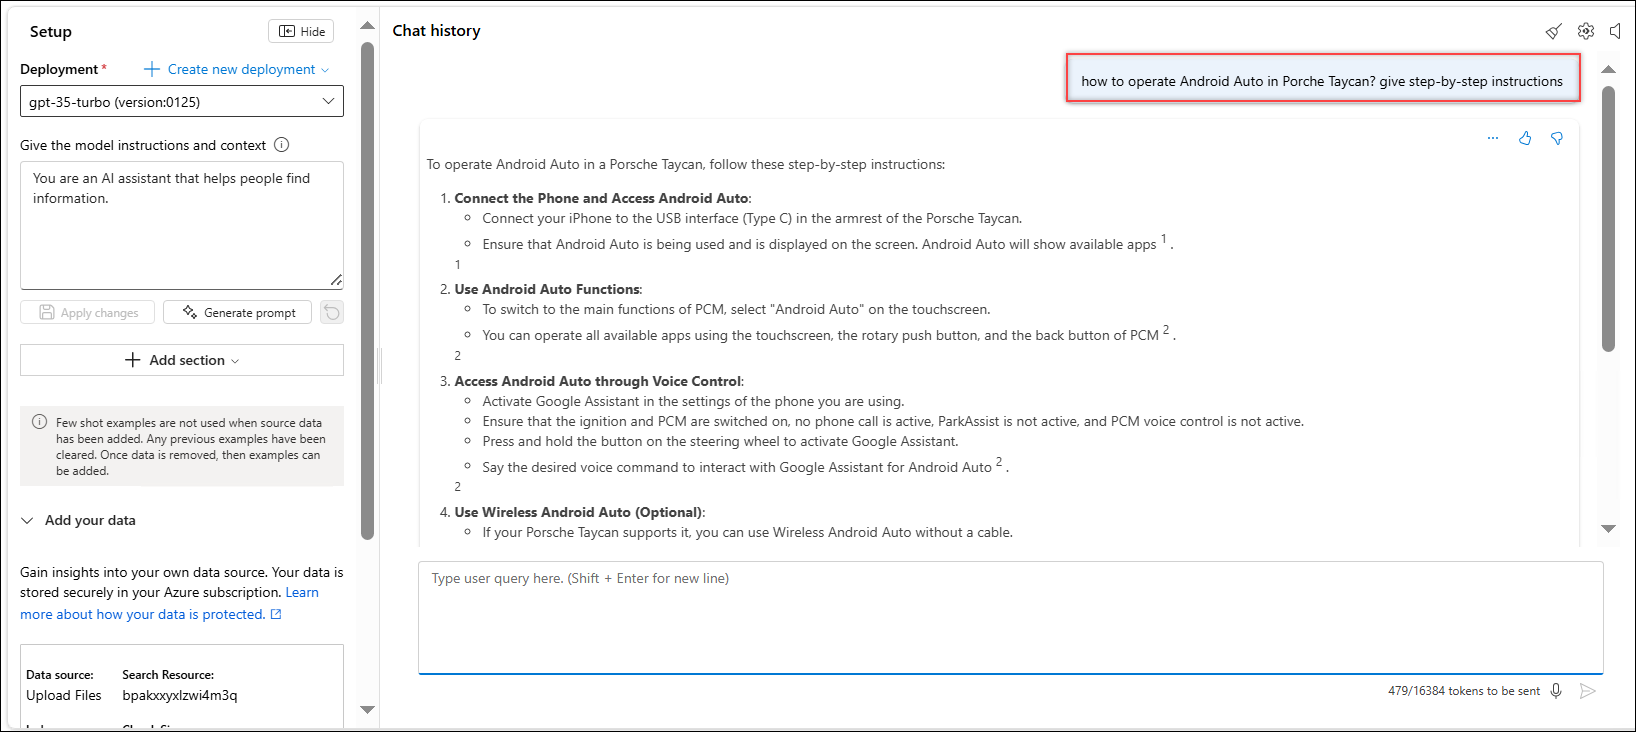 Setup
Hide
Deployment *
Create new deployment
gpt-35-turbo (version:0125)
Give the model instructions and context
You are an AI assistant that helps people find
information.
Apply changes
Generate prompt
Add section
Few shot examples are not used when source data
has been added. Any previous examples have been
cleared. Once data is removed, then examples can
be added.
Add your data
Gain insights into your own data source. Your data is
stored securely in your Azure subscription. Learn
more about how your data is protected.
Data source: Search Resource:
Upload Files bpakxxyxlzwi4m3q
Chat history
how to operate Android Auto in Porche Taycan? give step-by-step instructions
To operate Android Auto in a Porsche Taycan, follow these step-by-step instructions:
1. Connect the Phone and Access Android Auto:
Connect your iPhone to the USB interface (Type C) in the armrest of the Porsche Taycan.
Ensure that Android Auto is being used and is displayed on the screen. Android Auto will show available apps 1 .
1
2. Use Android Auto Functions:
To switch to the main functions of PCM, select "Android Auto" on the touchscreen.
You can operate all available apps using the touchscreen, the rotary push button, and the back button of PCM 2 .
2
3. Access Android Auto through Voice Control:
Activate Google Assistant in the settings of the phone you are using.
Ensure that the ignition and PCM are switched on, no phone call is active, ParkAssist is not active, and PCM voice control is not active.
Press and hold the button on the steering wheel to activate Google Assistant.
Say the desired voice command to interact with Google Assistant for Android Auto 2 .
2
4. Use Wireless Android Auto (Optional):
If your Porsche Taycan supports it, you can use Wireless Android Auto without a cable.
Type user query here. (Shift + Enter for new line)
479/16384 tokens to be sent